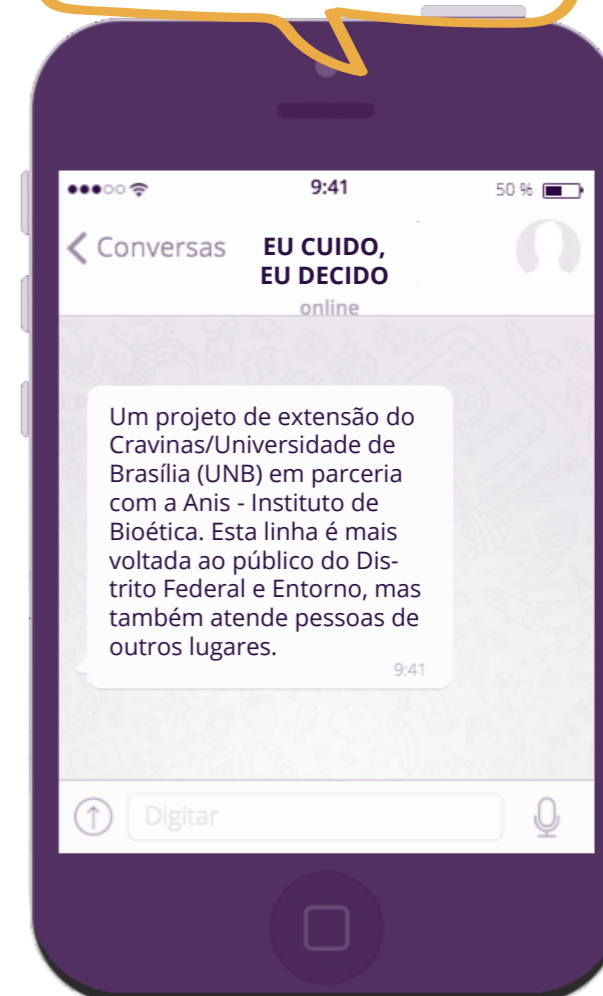 9:41
50 %
Conversas
EU CUIDO,
EU DECIDO
online
Um projeto de extensão do
Cravinas/Universidade de
Brasília (UNB) em parceria
com a Anis - Instituto de
Bioética. Esta linha é mais
voltada ao público do Dis-
trito Federal e Entorno, mas
também atende pessoas de
outros lugares.
9:41
Digitar